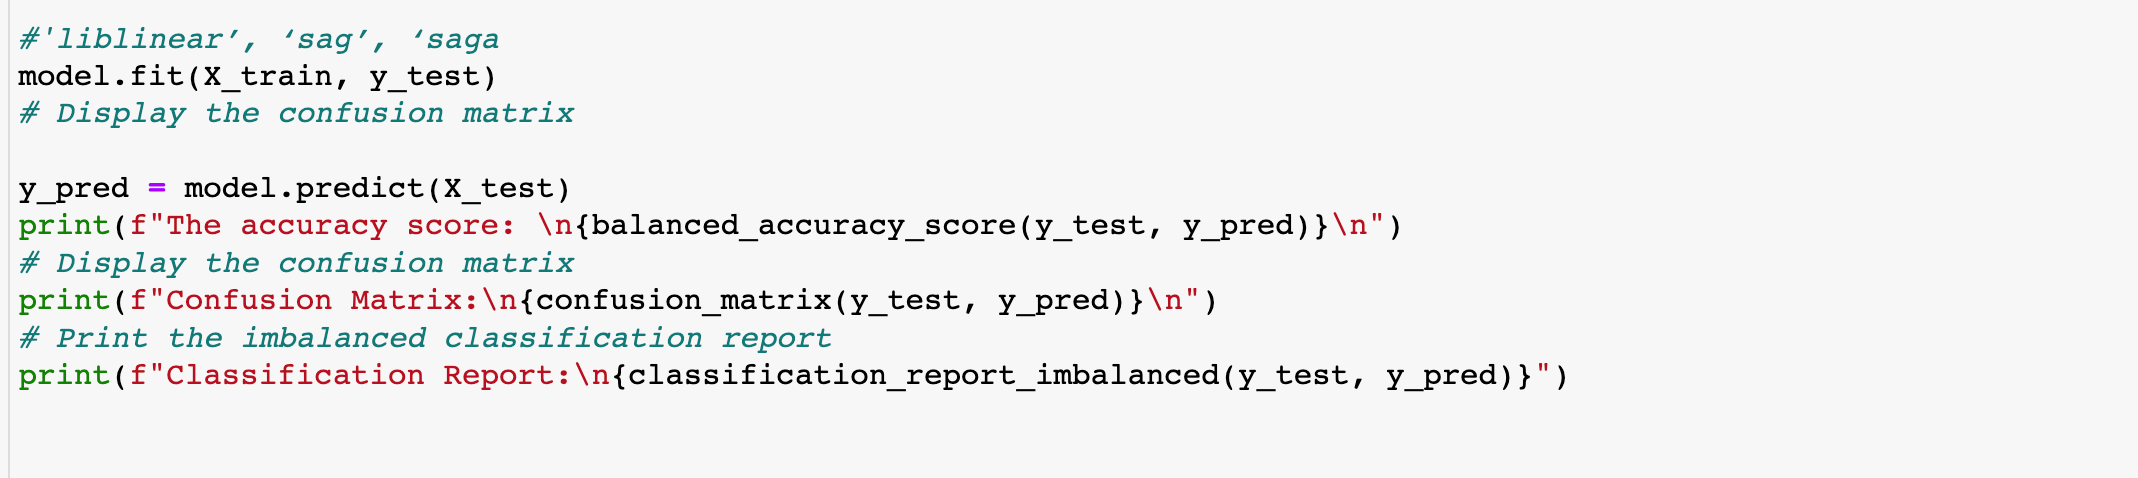 #'liblinear’, ‘sag’, ‘saga
model.fit(X_train, y_test)
# Display the confusion matrix
y_pred = model.predict(X_test)
print(f"The accuracy score: \n{balanced_accuracy_score(y_test, y_pred)}\n")
# Display the confusion matrix
print(f"Confusion Matrix:\n{confusion_matrix(y_test, y_pred)}\n")
# Print the imbalanced classification report
print(f"Classification Report:\n{classification_report_imbalanced(y_test, y_pred)}")